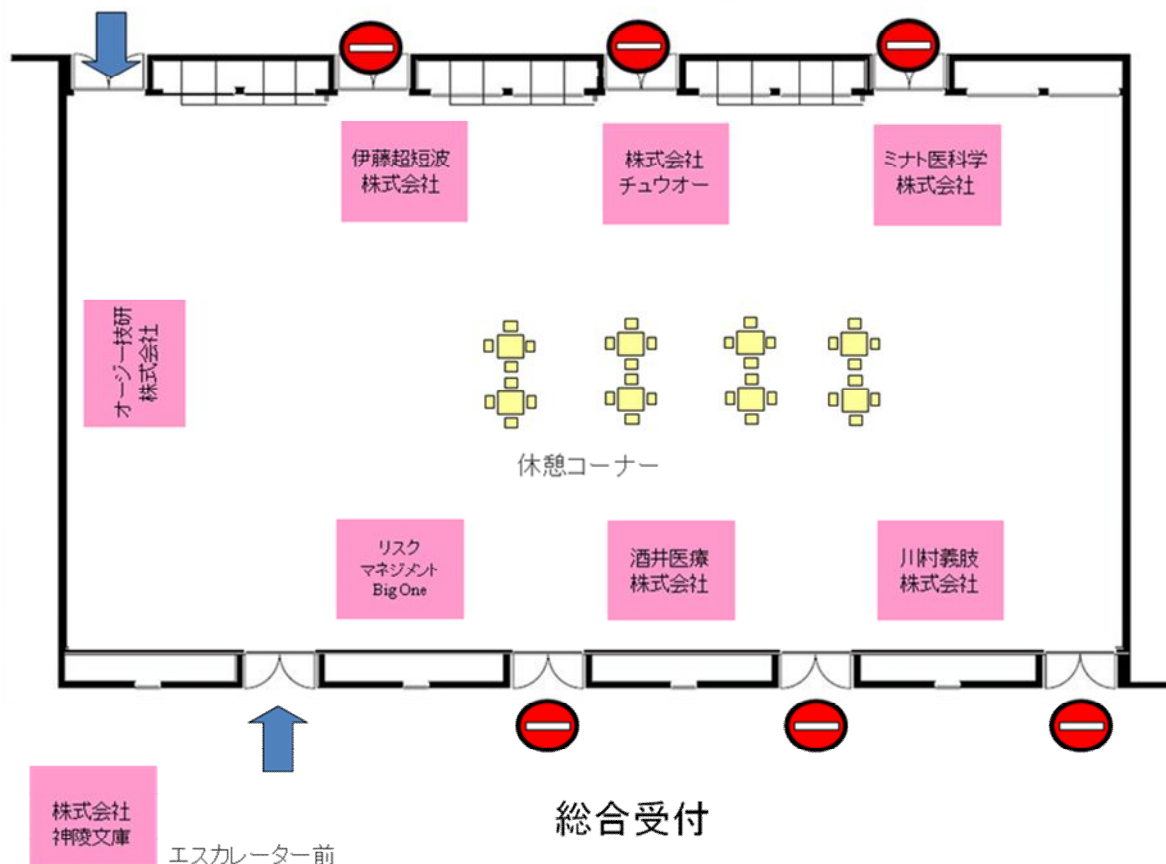 伊藤超短波
株式会社
株式会社
チュウオー
ミナト医科学
株式会社
オージー技研
株式会社
休憩コーナー
リスク
マネジメント
Big One
酒井医療
株式会社
川村義肢
株式会社
株式会社
神陵文庫
エスカレーター前
総合受付